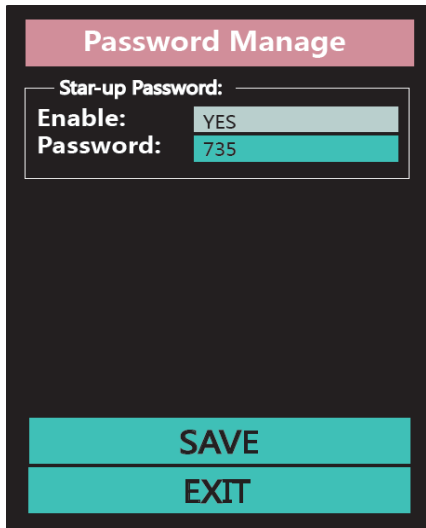 Password Manage
Star-up Password:
Enable: YES
Password: 735
SAVE
EXIT